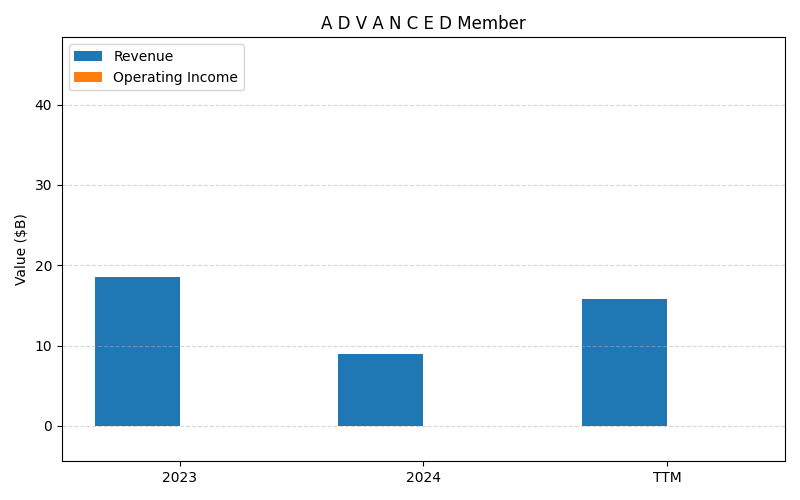 A D V A N C E D Member
Revenue
Operating Income
Value ($B)
40
30
20
10
0
2023
2024
TTM